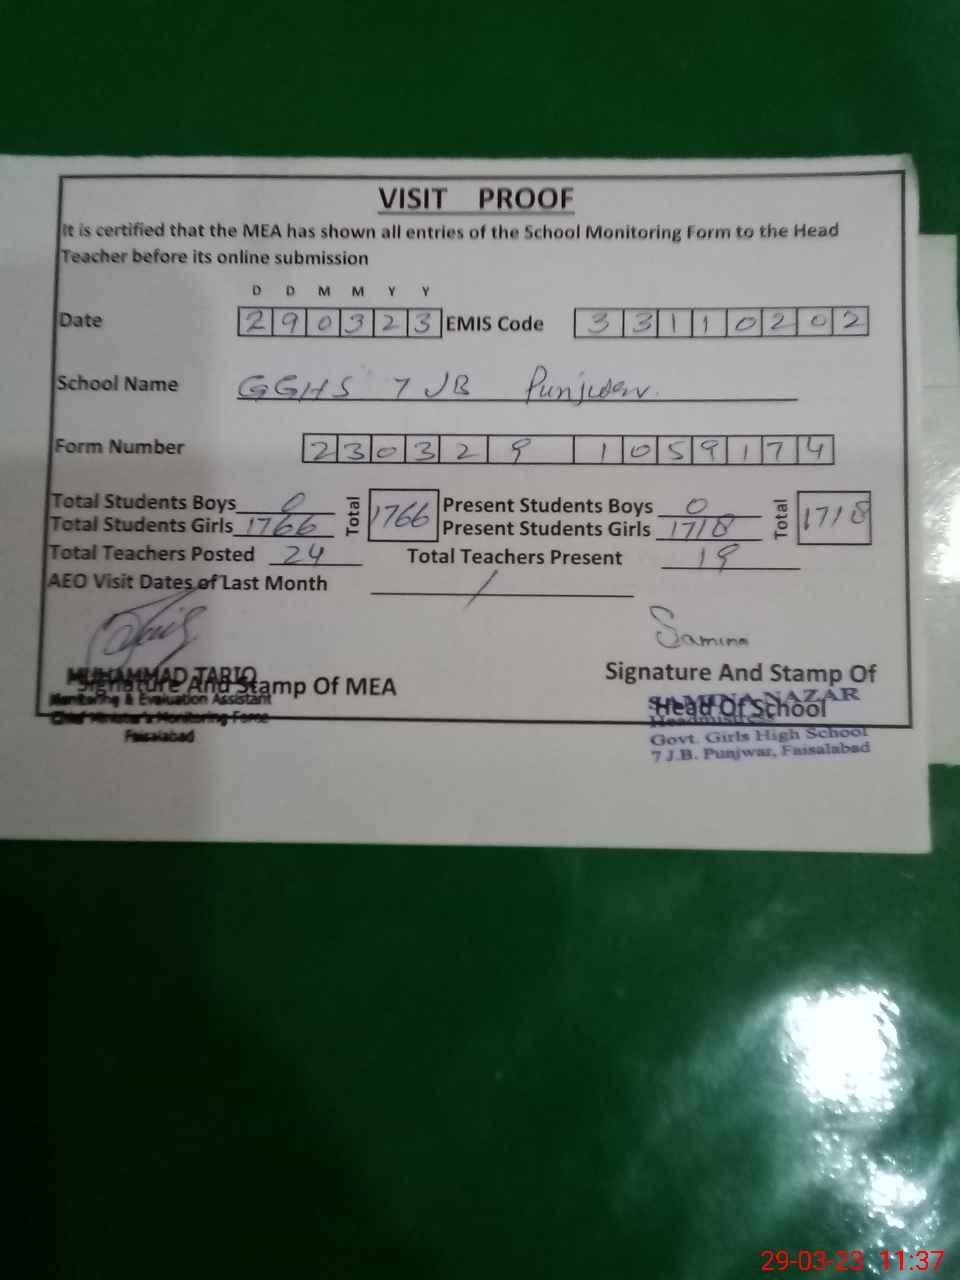 VISIT PROOF
It is certified that the MEA has shown all entries of the School Monitoring Form to the Head
Teacher before its online submission
D D M M Y Y
Date 2 9 0 3 2 3 EMIS Code 3 3 1 1 0 2 0 2
School Name GGHS 7 JB Punjwar.
Form Number 2 3 0 3 2 9 1 0 5 9 1 7 4
Total Students Boys 0 Total 1766 Present Students Boys 0 Total 1718
Total Students Girls 1766 Present Students Girls 1718
Total Teachers Posted 24 Total Teachers Present 19
AEO Visit Dates of Last Month /
Samina
MUHAMMAD TARIQ
Signature And Stamp Of MEA
Monitoring & Evaluation Assistant
Chief Minister's Monitoring Force
Faisalabad
Signature And Stamp Of
SAMINA NAZAR
Head Of School
Headmistress
Govt. Girls High School
7 J.B. Punjwar, Faisalabad
29-03-23 11:37